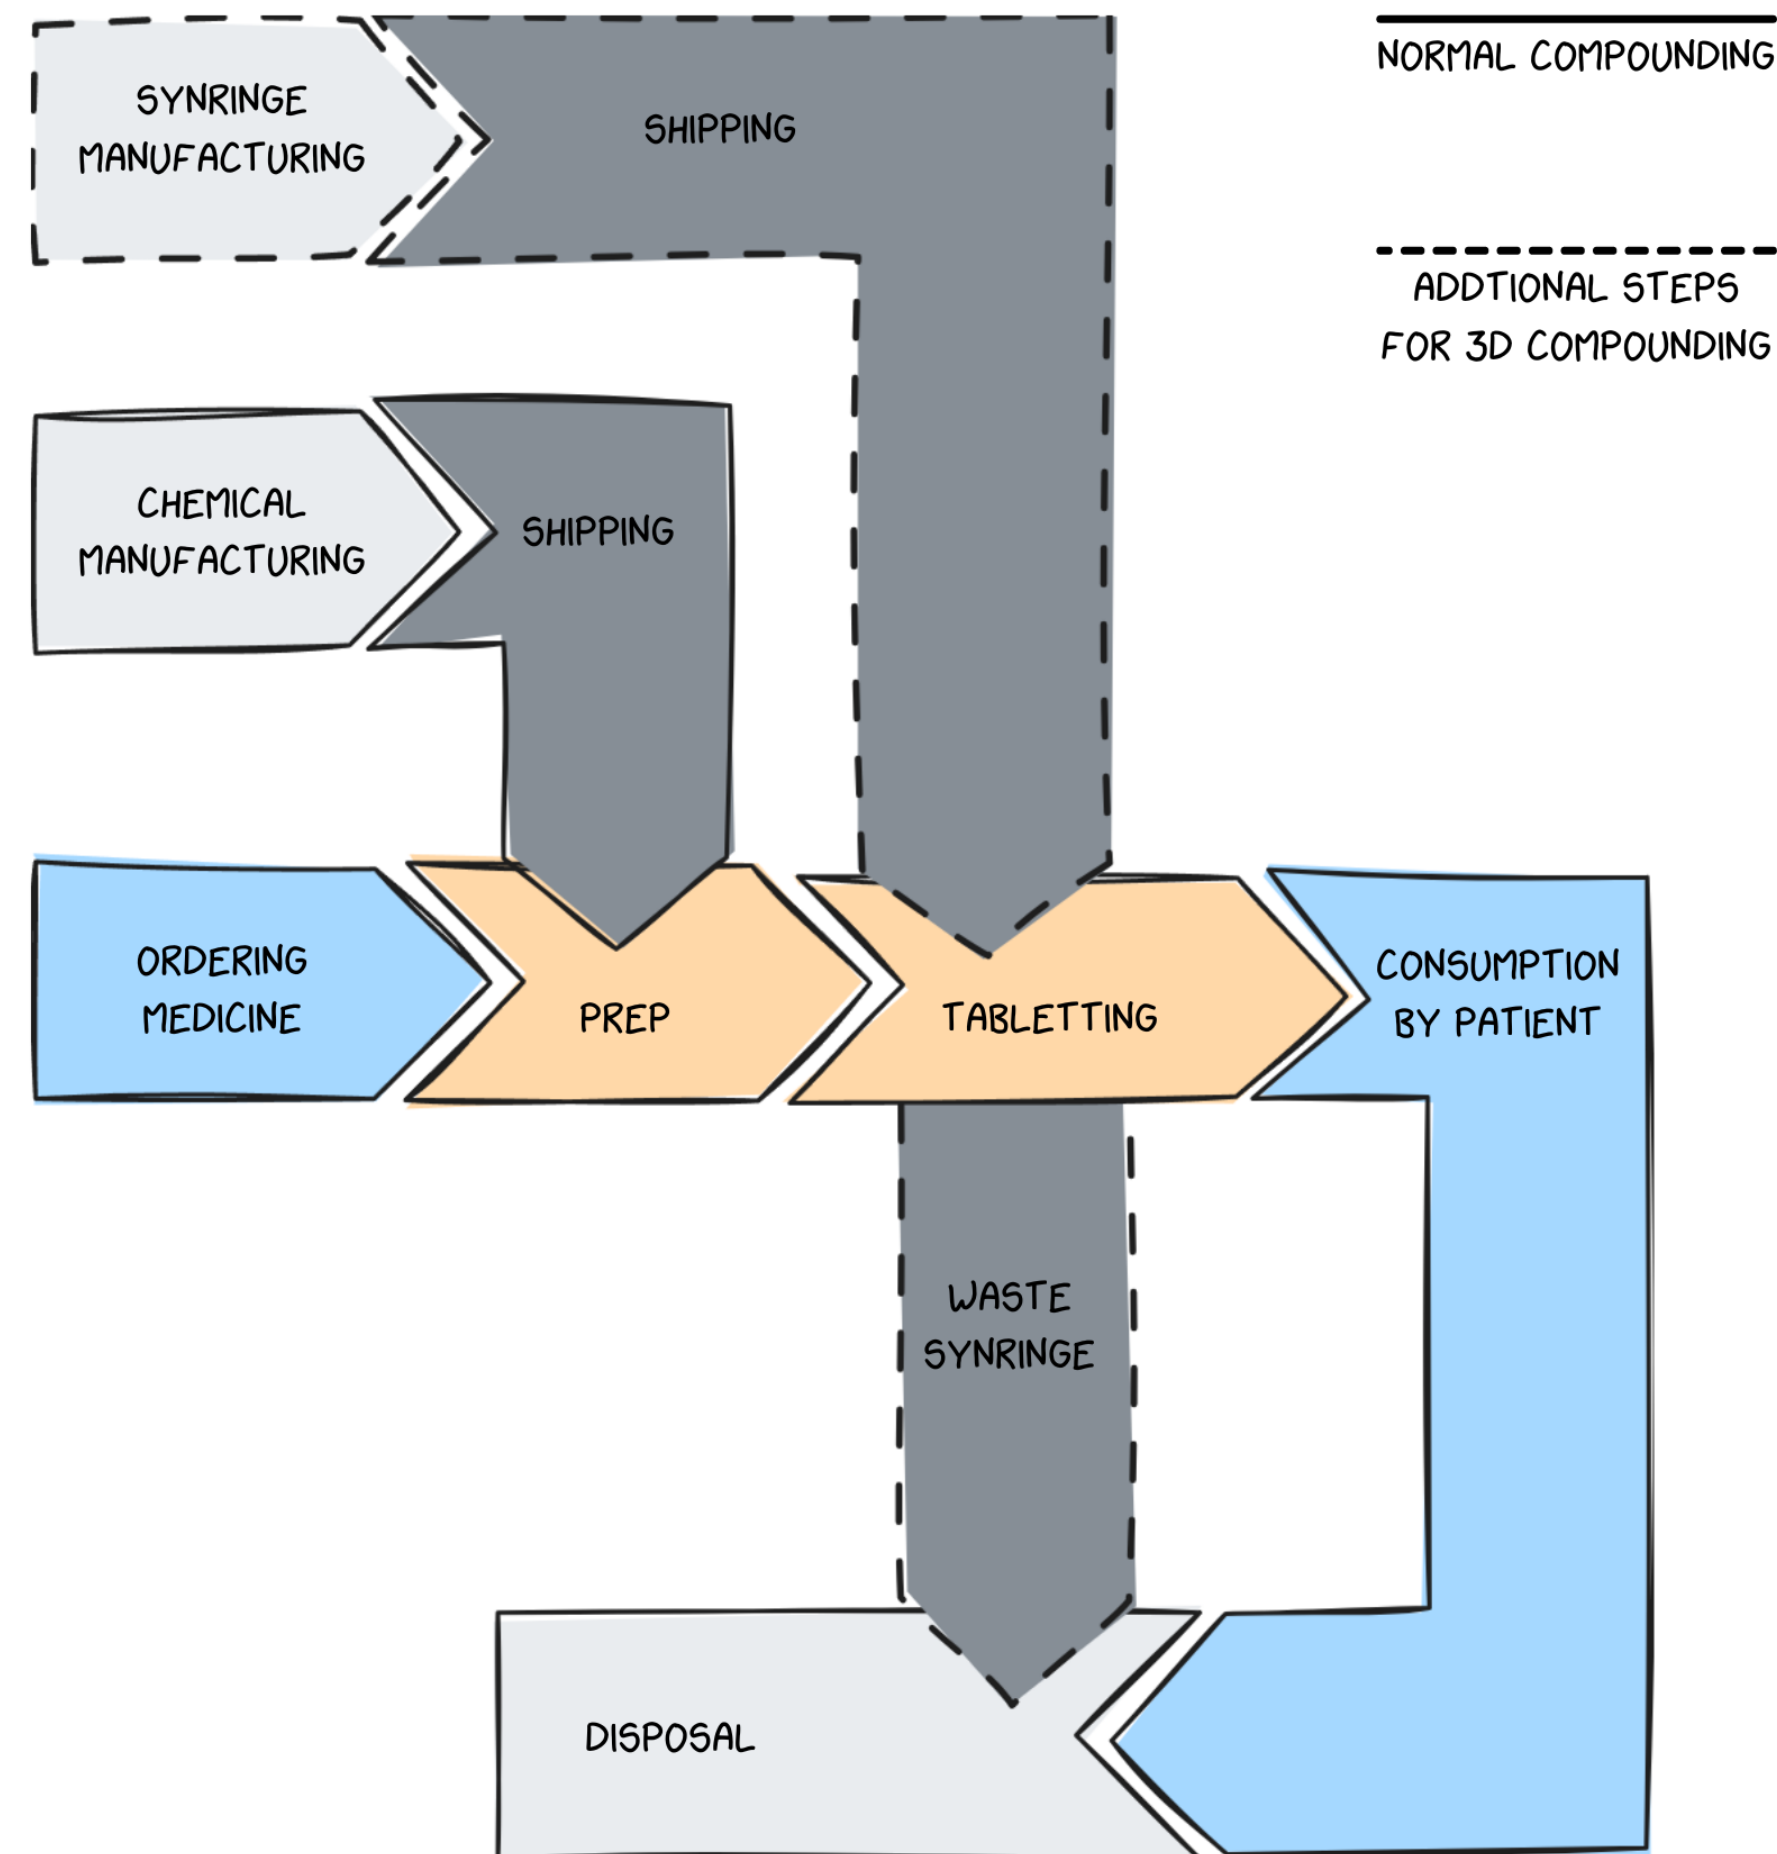 SYNRINGE
MANUFACTURING
SHIPPING
NORMAL COMPOUNDING
ADDTIONAL STEPS
FOR 3D COMPOUNDING
CHEMICAL
MANUFACTURING
SHIPPING
ORDERING
MEDICINE
PREP
TABLETTING
CONSUMPTION
BY PATIENT
WASTE
SYNRINGE
DISPOSAL